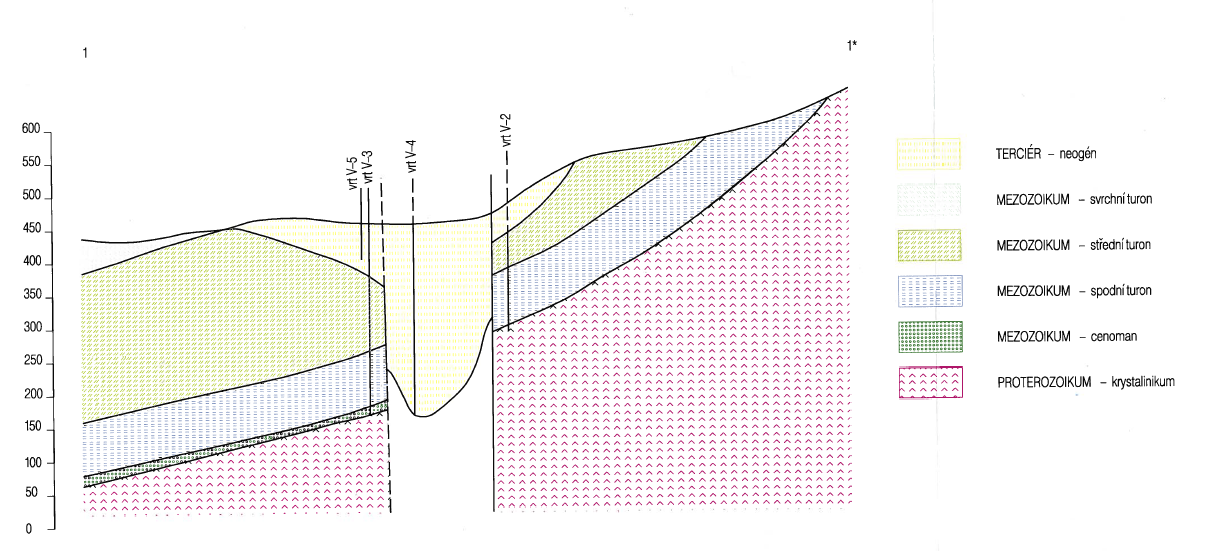 1
1*
600
550
500
450
400
350
300
250
200
150
100
50
0
vrt V–5
vrt V–3
vrt V–4
vrt V–2
TERCIÉR – neogén
MEZOZOIKUM – svrchní turon
MEZOZOIKUM – střední turon
MEZOZOIKUM – spodní turon
MEZOZOIKUM – cenoman
PROTEROZOIKUM – krystalinikum